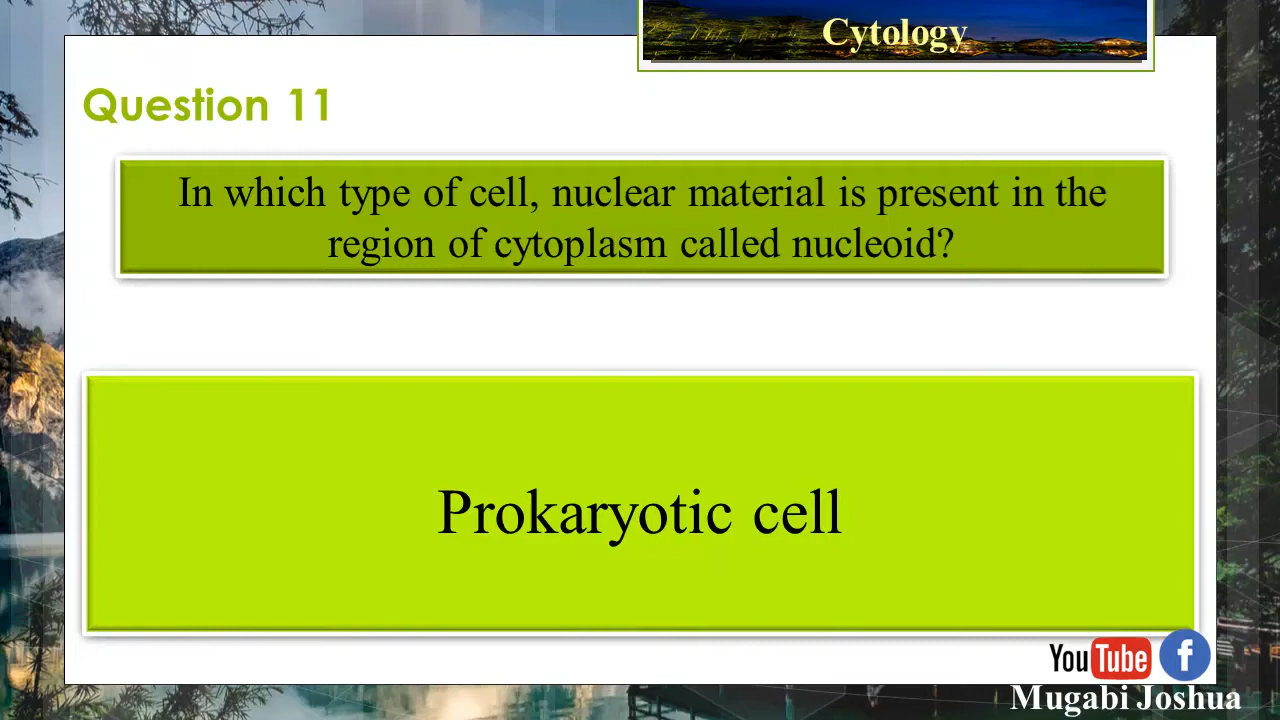 Cytology
Question 11
In which type of cell, nuclear material is present in the
region of cytoplasm called nucleoid?
Prokaryotic cell
YouTube f
Mugabi Joshua